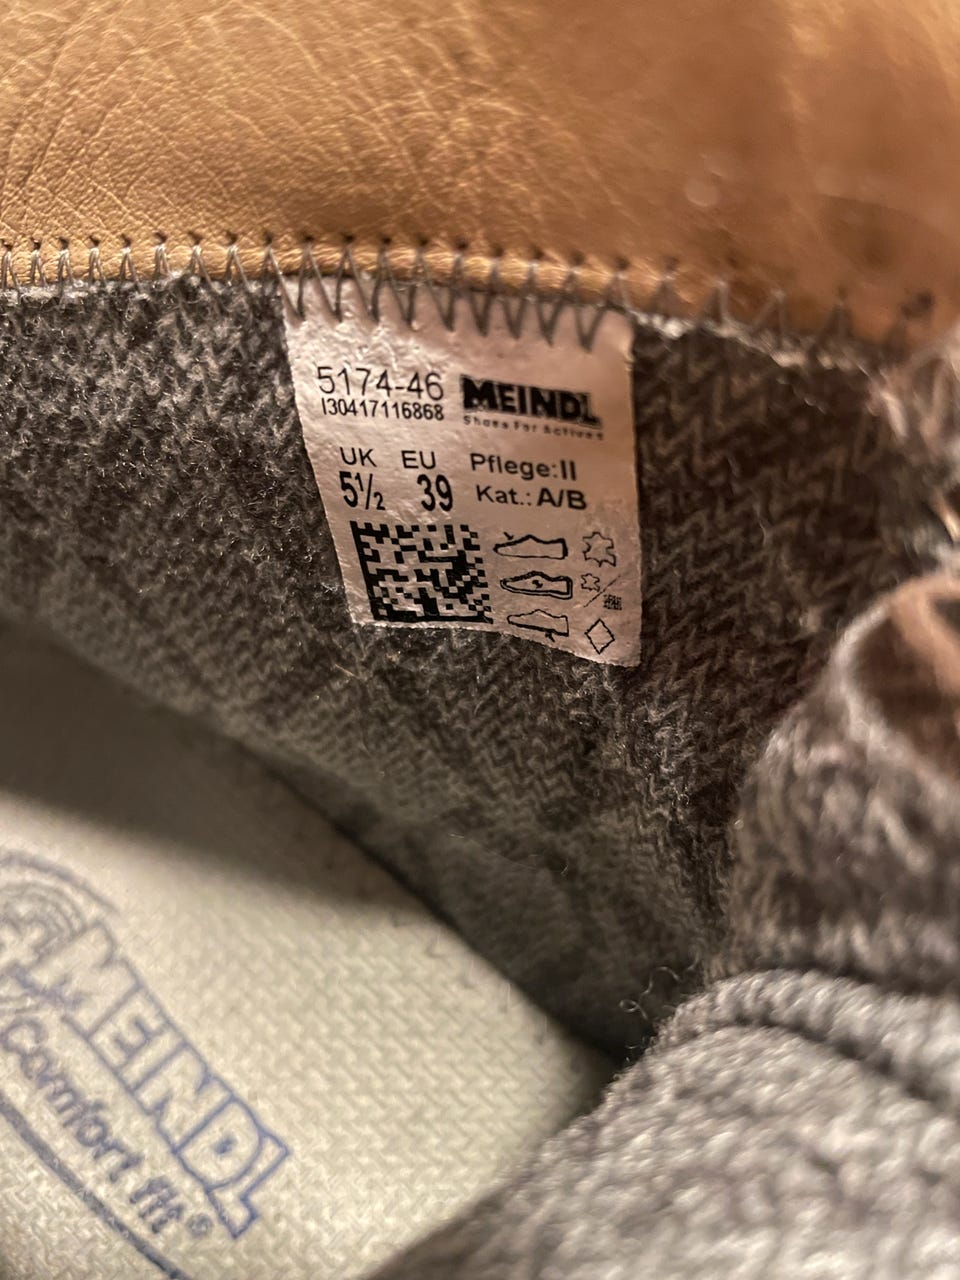 5174-46
I30417116868
MEINDL
Shoes For Actives
UK EU
5½ 39
Pflege:II
Kat.: A/B
MEINDL
Comfort fit®